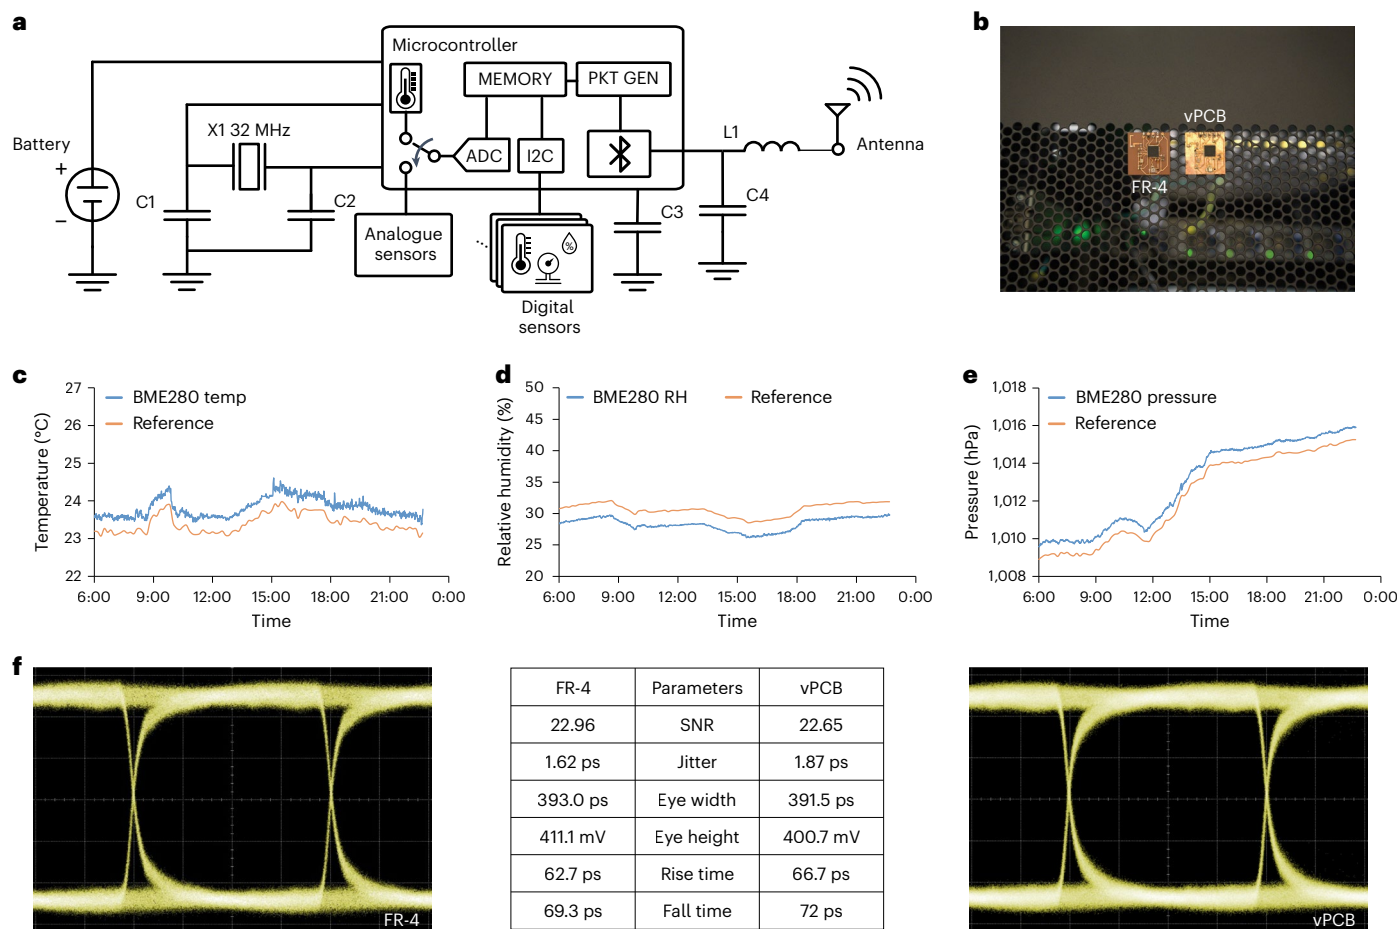 a
Microcontroller
MEMORY
PKT GEN
X1 32 MHz
L1
Battery
+
−
ADC
I2C
Antenna
C1
C2
C3
C4
Analogue
sensors
%
Digital
sensors
b
vPCB
FR-4
c
27
26
25
24
23
22
Temperature (°C)
BME280 temp
Reference
6:00 9:00 12:00 15:00 18:00 21:00 0:00
Time
d
50
45
40
35
30
25
20
Relative humidity (%)
BME280 RH
Reference
6:00 9:00 12:00 15:00 18:00 21:00 0:00
Time
e
1,018
1,016
1,014
1,012
1,010
1,008
Pressure (hPa)
BME280 pressure
Reference
6:00 9:00 12:00 15:00 18:00 21:00 0:00
Time
f
FR-4
FR-4 Parameters vPCB
22.96 SNR 22.65
1.62 ps Jitter 1.87 ps
393.0 ps Eye width 391.5 ps
411.1 mV Eye height 400.7 mV
62.7 ps Rise time 66.7 ps
69.3 ps Fall time 72 ps
vPCB